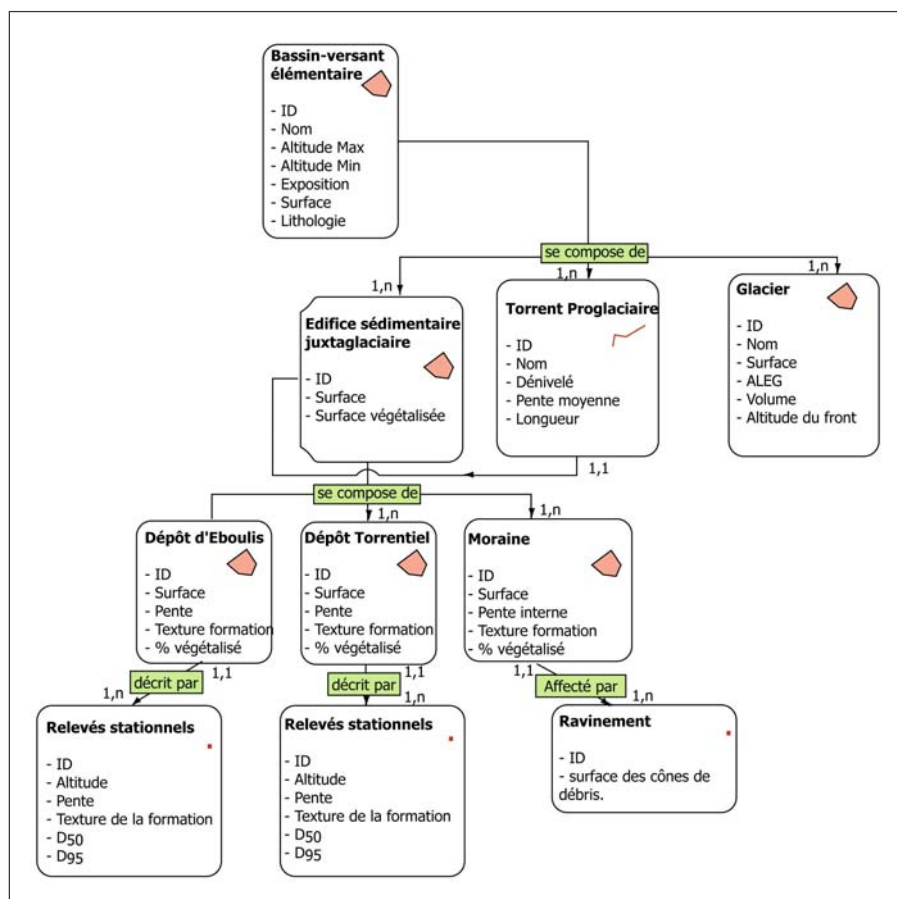 Bassin-versant
élémentaire
- ID
- Nom
- Altitude Max
- Altitude Min
- Exposition
- Surface
- Lithologie
se compose de
1,n
1,n
1,n
Edifice sédimentaire
juxtaglaciaire
- ID
- Surface
- Surface végétalisée
Torrent Proglaciaire
- ID
- Nom
- Dénivelé
- Pente moyenne
- Longueur
Glacier
- ID
- Nom
- Surface
- ALEG
- Volume
- Altitude du front
1,1
se compose de
1,n
1,n
Dépôt d'Eboulis
- ID
- Surface
- Pente
- Texture formation
- % végétalisé
Dépôt Torrentiel
- ID
- Surface
- Pente
- Texture formation
- % végétalisé
Moraine
- ID
- Surface
- Pente interne
- Texture formation
- % végétalisé
1,1
décrit par
1,n
1,1
décrit par
1,n
1,1
Affecté par
1,n
Relevés stationnels
- ID
- Altitude
- Pente
- Texture de la formation
- D50
- D95
Relevés stationnels
- ID
- Altitude
- Pente
- Texture de la formation
- D50
- D95
Ravinement
- ID
- surface des cônes de
débris.